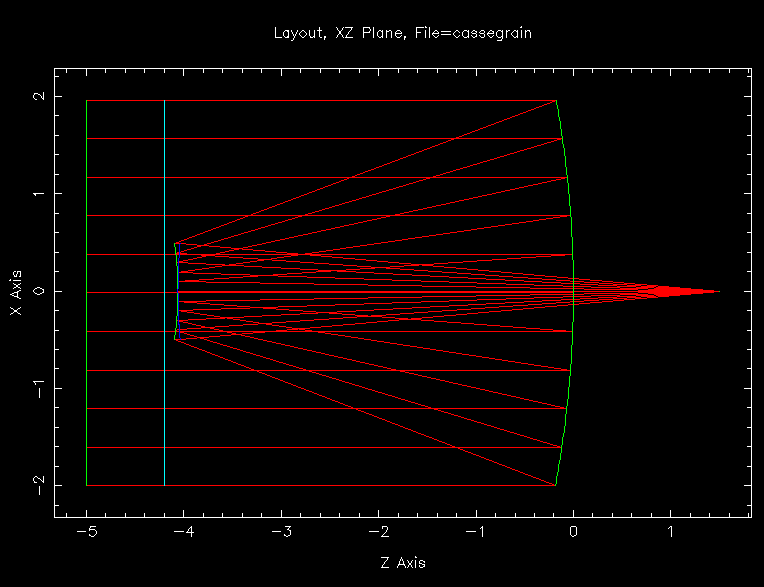 Layout, XZ Plane, File=cassegrain
2
1
0
−1
−2
X Axis
−5 −4 −3 −2 −1 0 1
Z Axis